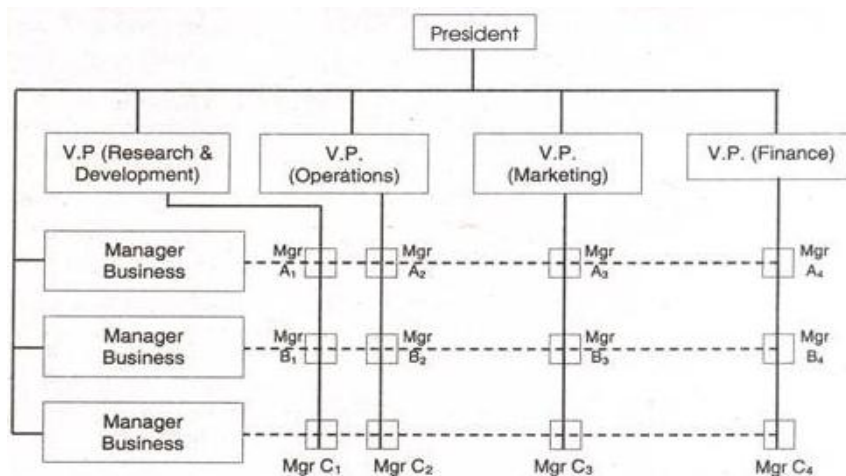 President
V.P (Research &
Development)
V.P.
(Operations)
V.P.
(Marketing)
V.P. (Finance)
Manager
Business
Mgr
A₁
Mgr
A₂
Mgr
A₃
Mgr
A₄
Manager
Business
Mgr
B₁
Mgr
B₂
Mgr
B₃
Mgr
B₄
Manager
Business
Mgr C₁
Mgr C₂
Mgr C₃
Mgr C₄